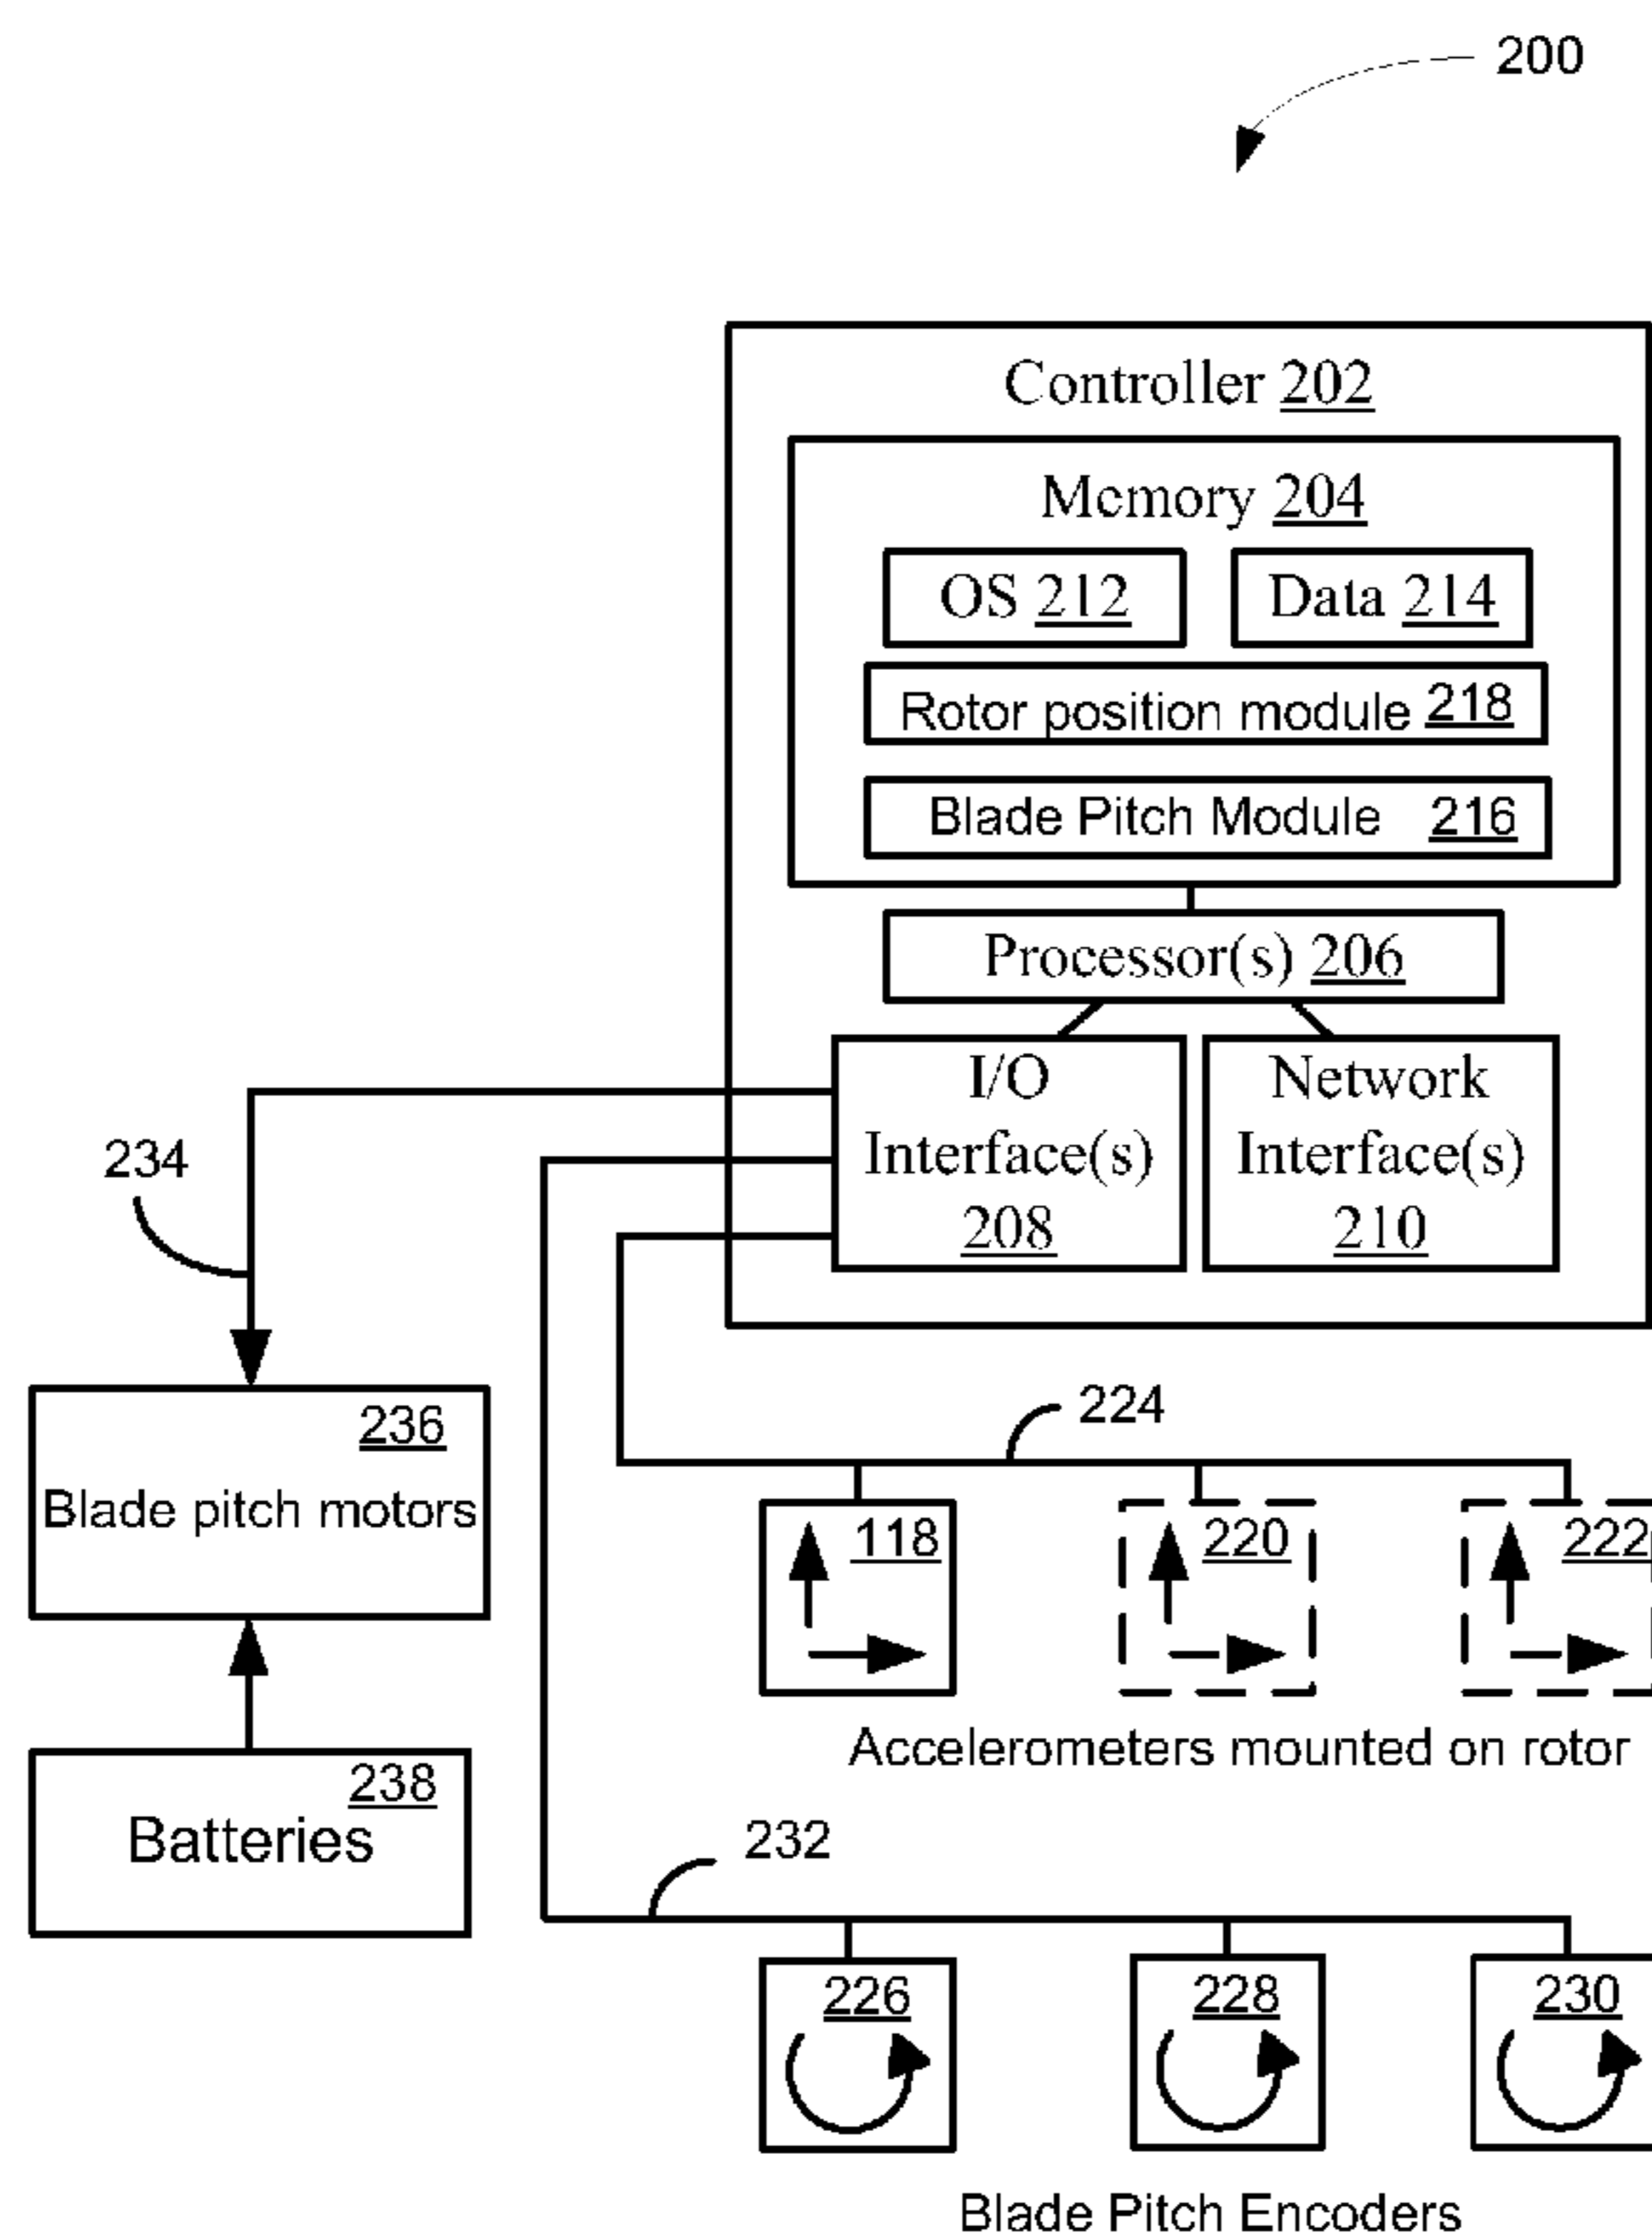 200
Controller 202
Memory 204
OS 212
Data 214
Rotor position module 218
Blade Pitch Module 216
Processor(s) 206
I/O
Interface(s)
208
Network
Interface(s)
210
234
236
Blade pitch motors
224
118
220
222
Accelerometers mounted on rotor
238
Batteries
232
226
228
230
Blade Pitch Encoders